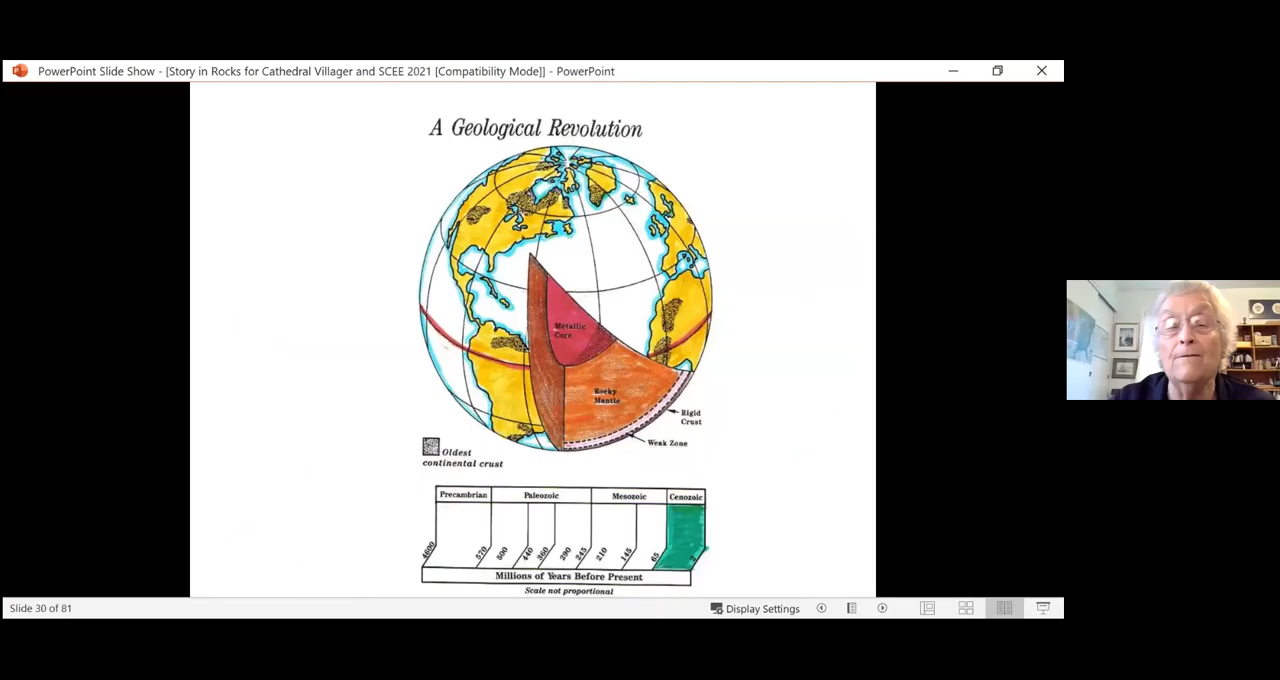 PowerPoint Slide Show - [Story in Rocks for Cathedral Villager and SCEE 2021 [Compatibility Mode]] - PowerPoint
A Geological Revolution
Metallic
Core
Rocky
Mantle
Rigid
Crust
Weak Zone
Oldest
continental crust
Precambrian Paleozoic Mesozoic Cenozoic
4600 570 500 440 360 290 245 210 145 65 2
Millions of Years Before Present
Scale not proportional
Slide 30 of 81
Display Settings